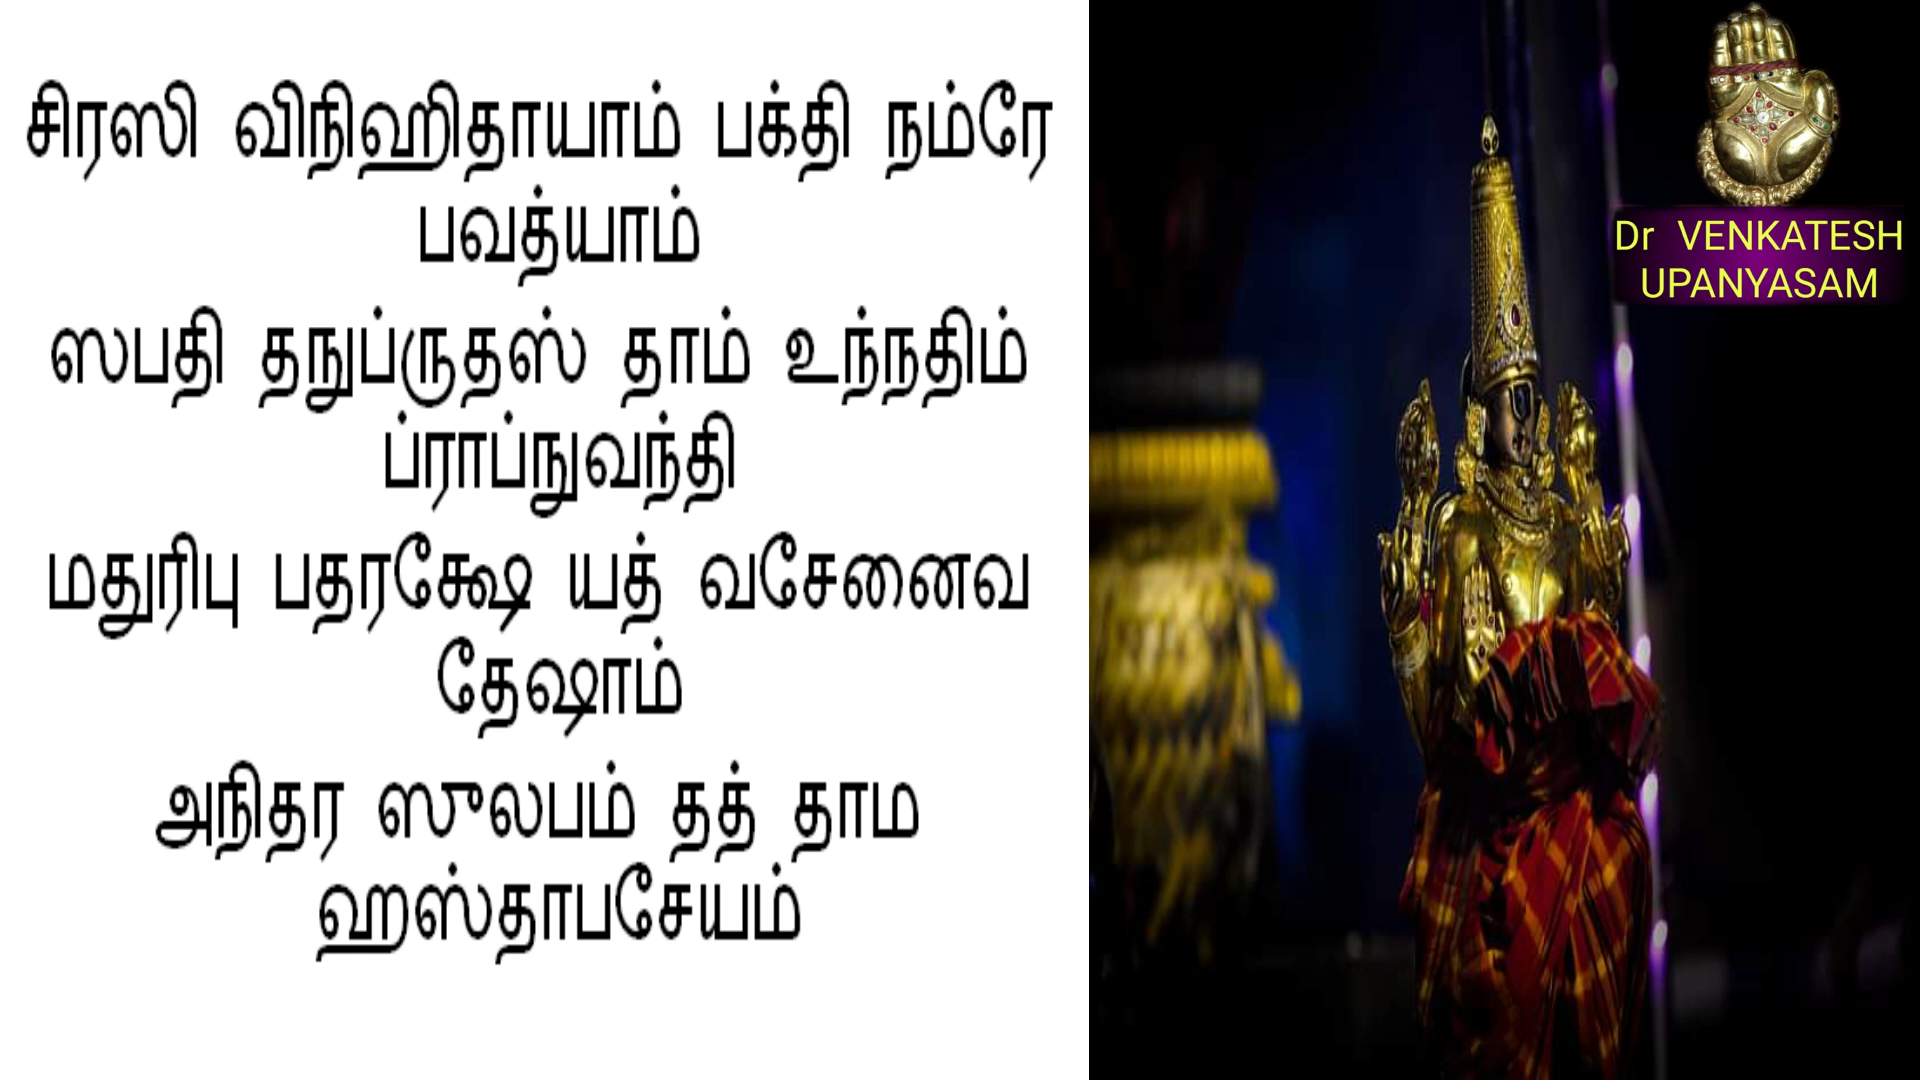 சிரஸி விநிஹிதாயாம் பக்தி நம்ரே
பவத்யாம்
ஸபதி தநுப்ருதஸ் தாம் உந்நதிம்
ப்ராப்நுவந்தி
மதுரிபு பதரக்ஷே யத் வசேனைவ
தேஷாம்
அநிதர ஸுலபம் தத் தாம
ஹஸ்தாபசேயம்
Dr VENKATESH
UPANYASAM